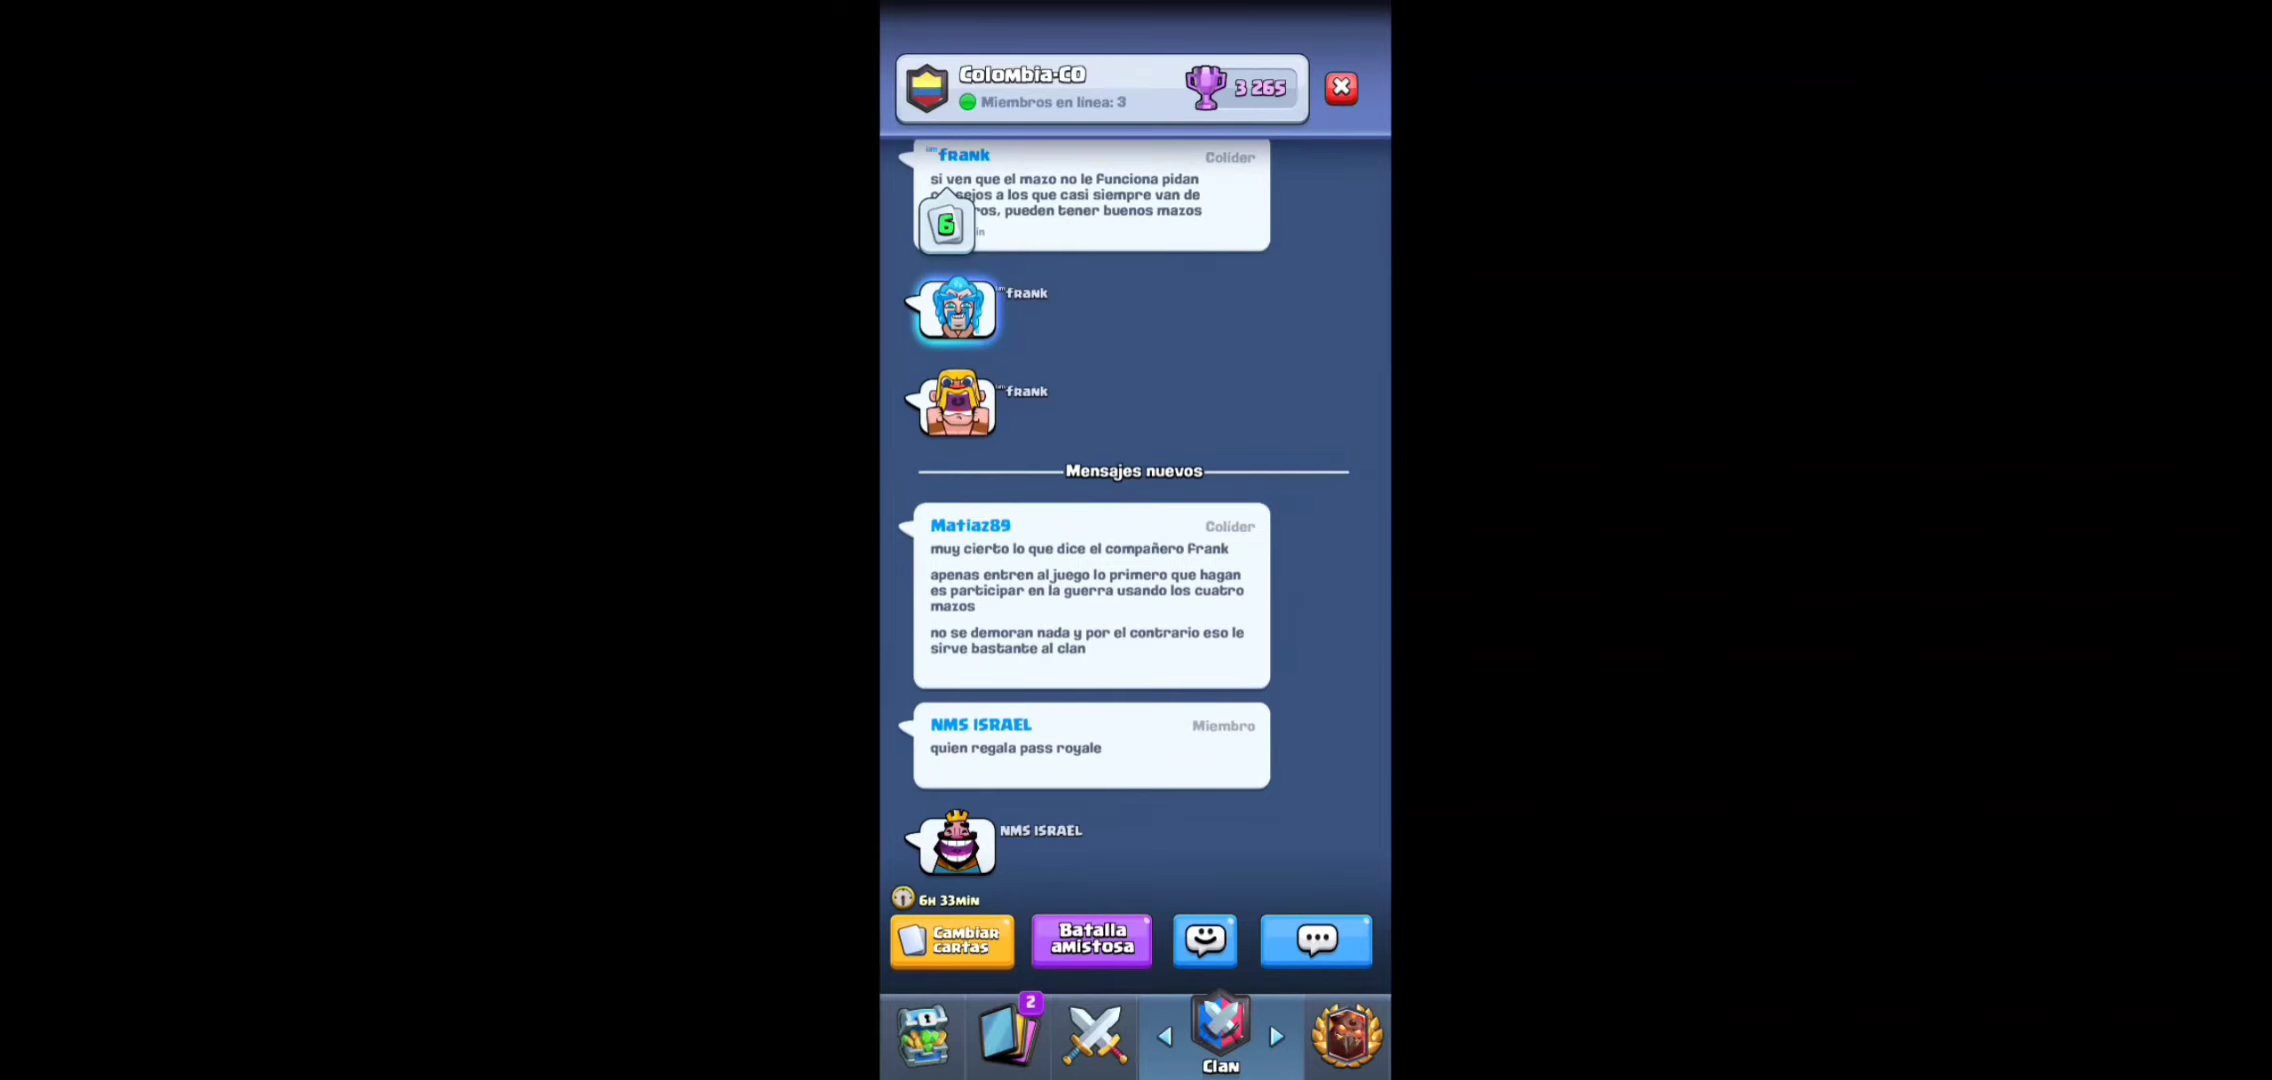 Colombia-CO
Miembros en línea: 3
3 265
ian frank
Colíder
si ven que el mazo no le funciona pidan
a los que casi siempre van de
pueden tener buenos mazos
6
frank
frank
Mensajes nuevos
Matiaz89
Colíder
muy cierto lo que dice el compañero frank
apenas entren al juego lo primero que hagan
es participar en la guerra usando los cuatro
mazos
no se demoran nada y por el contrario eso le
sirve bastante al clan
NMS ISRAEL
Miembro
quien regala pass royale
NMS ISRAEL
6H 33MIN
Cambiar
cartas
Batalla
amistosa
2
Clan